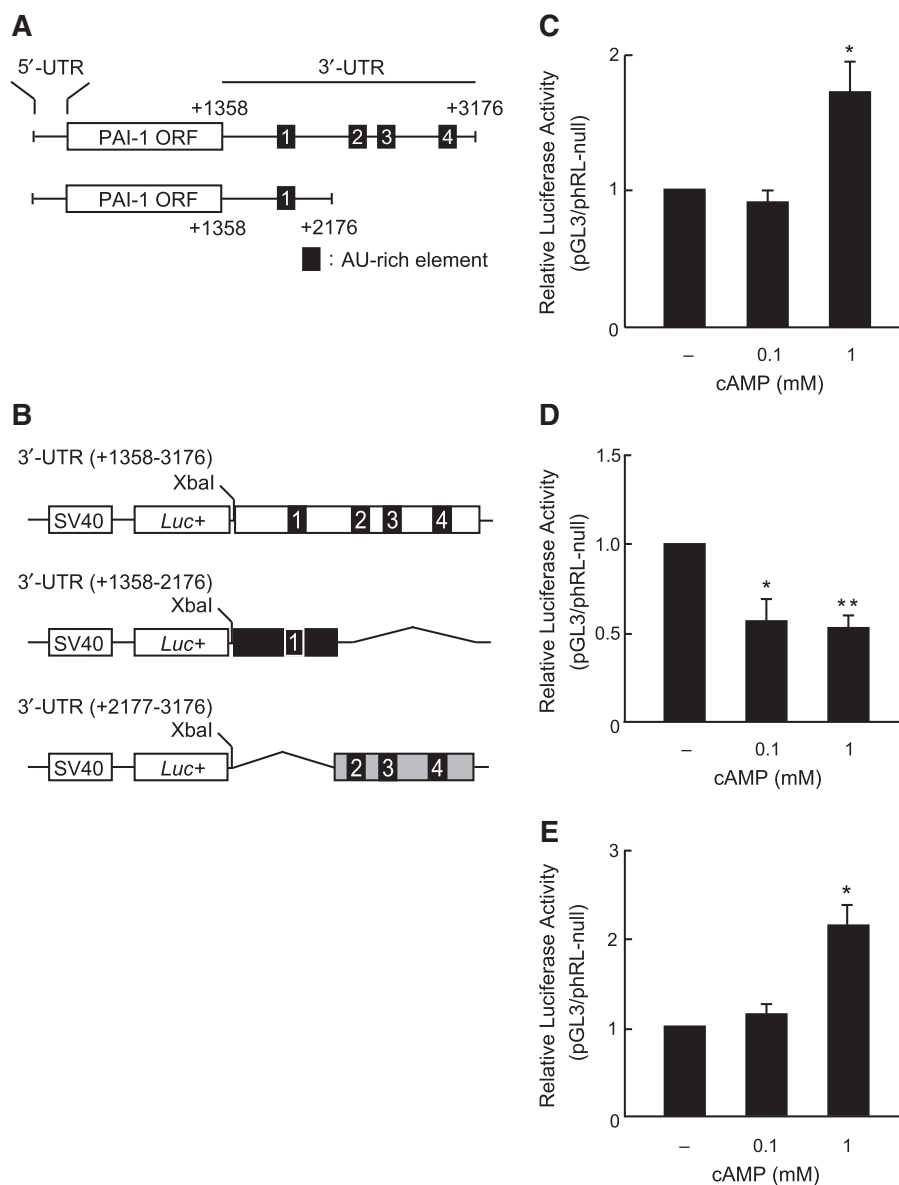 A
5′-UTR
3′-UTR
+1358
+3176
PAI-1 ORF
1
2
3
4
PAI-1 ORF
1
+1358
+2176
: AU-rich element
B
3′-UTR (+1358-3176)
XbaI
SV40
Luc+
1
2
3
4
3′-UTR (+1358-2176)
XbaI
SV40
Luc+
1
3′-UTR (+2177-3176)
XbaI
SV40
Luc+
2
3
4
C
Relative Luciferase Activity
(pGL3/phRL-null)
2
1
0
*
–
0.1
1
cAMP (mM)
D
Relative Luciferase Activity
(pGL3/phRL-null)
1.5
1.0
0.5
0
*
**
–
0.1
1
cAMP (mM)
E
Relative Luciferase Activity
(pGL3/phRL-null)
3
2
1
0
*
–
0.1
1
cAMP (mM)